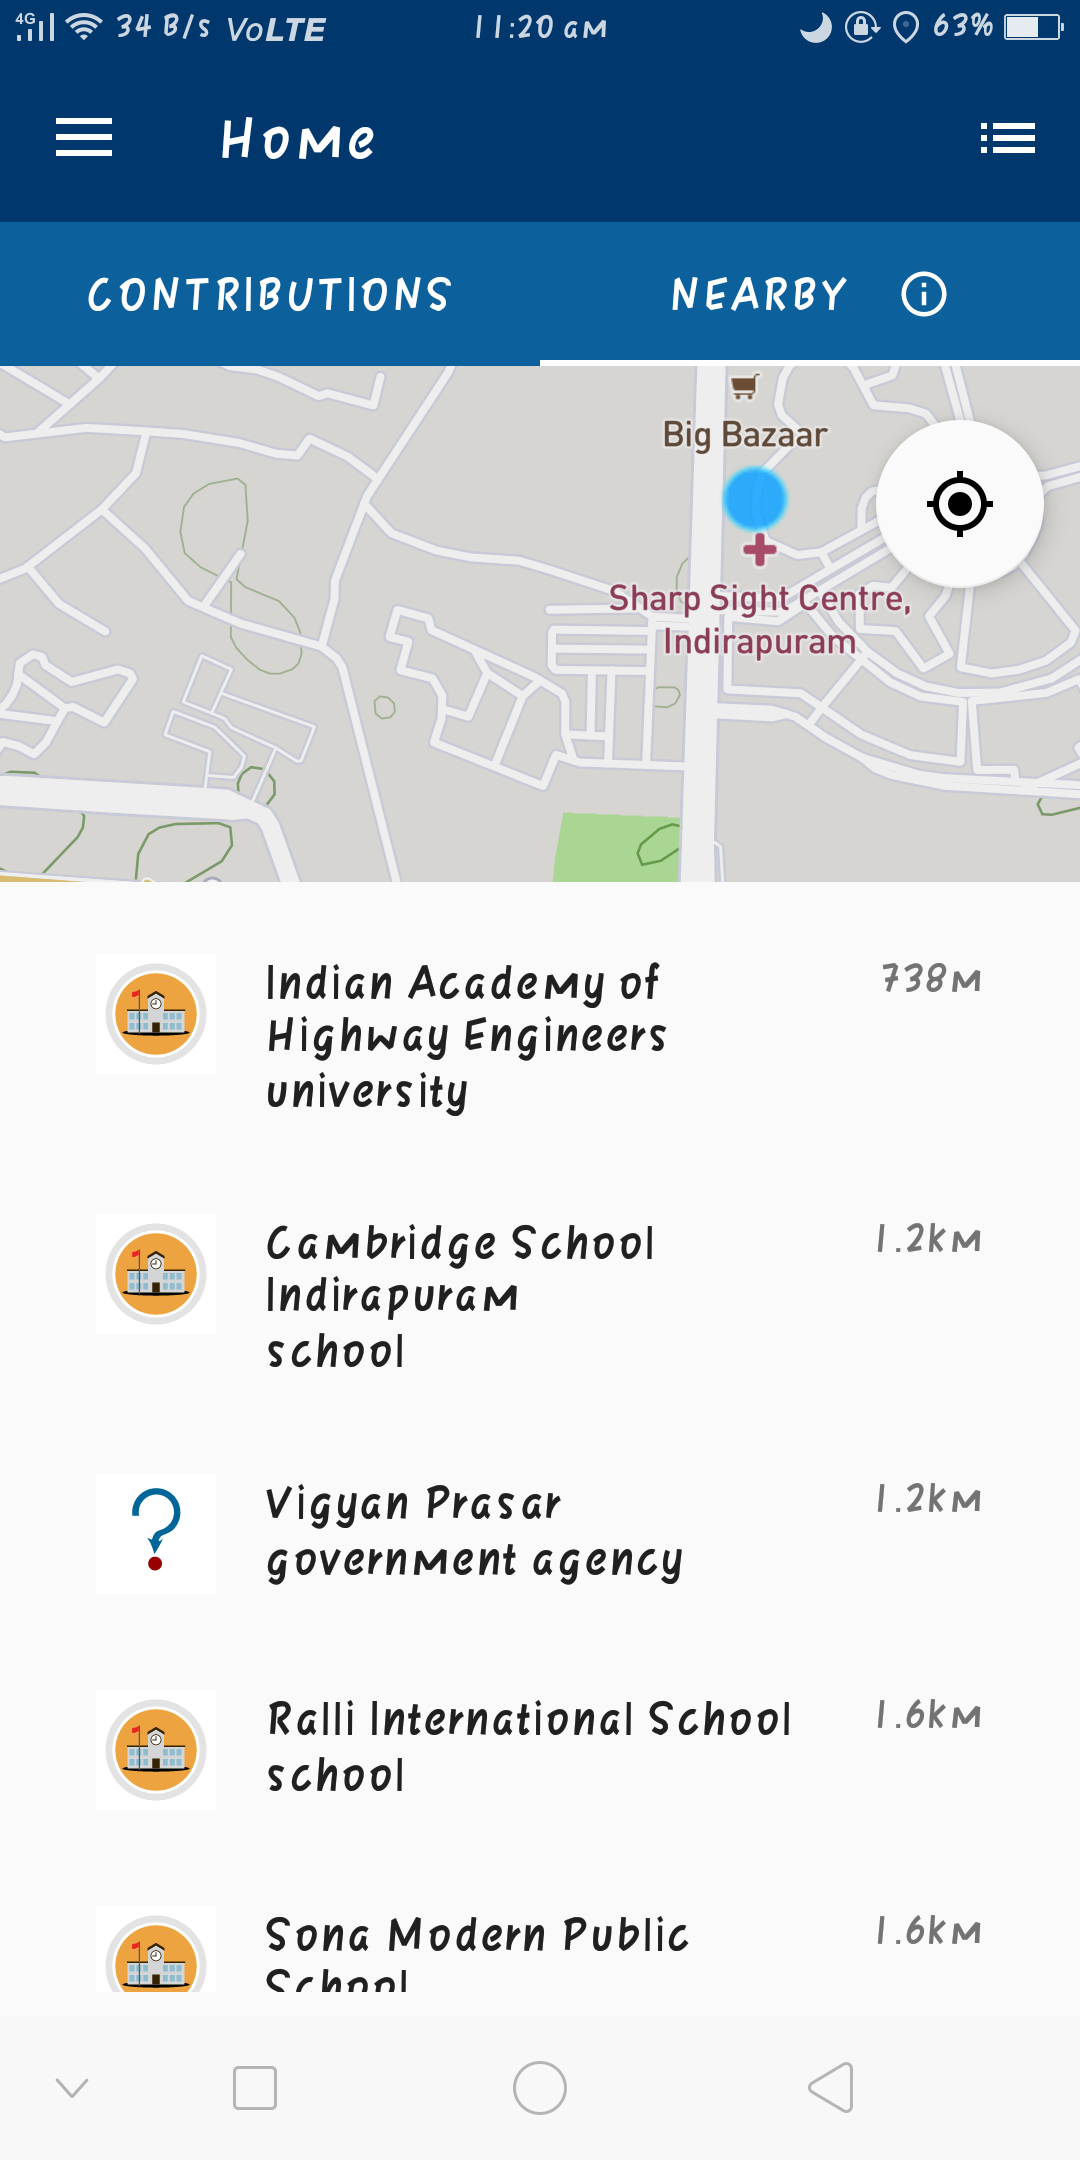 4G 34 B/s VoLTE 11:20 am 63%
Home
CONTRIBUTIONS NEARBY
Big Bazaar
Sharp Sight Centre,
Indirapuram
Indian Academy of 738m
Highway Engineers
university
Cambridge School 1.2km
Indirapuram
school
Vigyan Prasar 1.2km
government agency
Ralli International School 1.6km
school
Sona Modern Public 1.6km
School